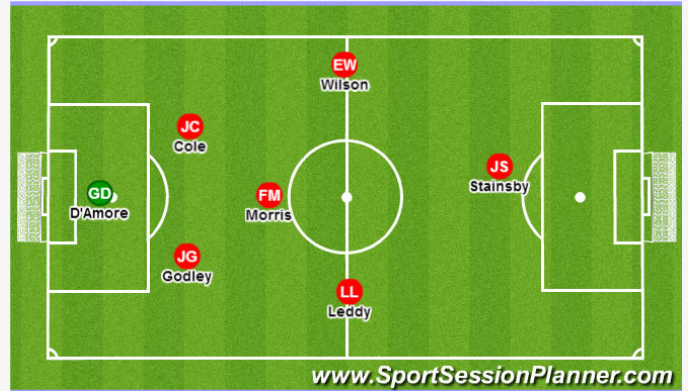 EW
Wilson
JC
Cole
JS
Stainsby
GD
D'Amore
FM
Morris
JG
Godley
LL
Leddy
www.SportSessionPlanner.com